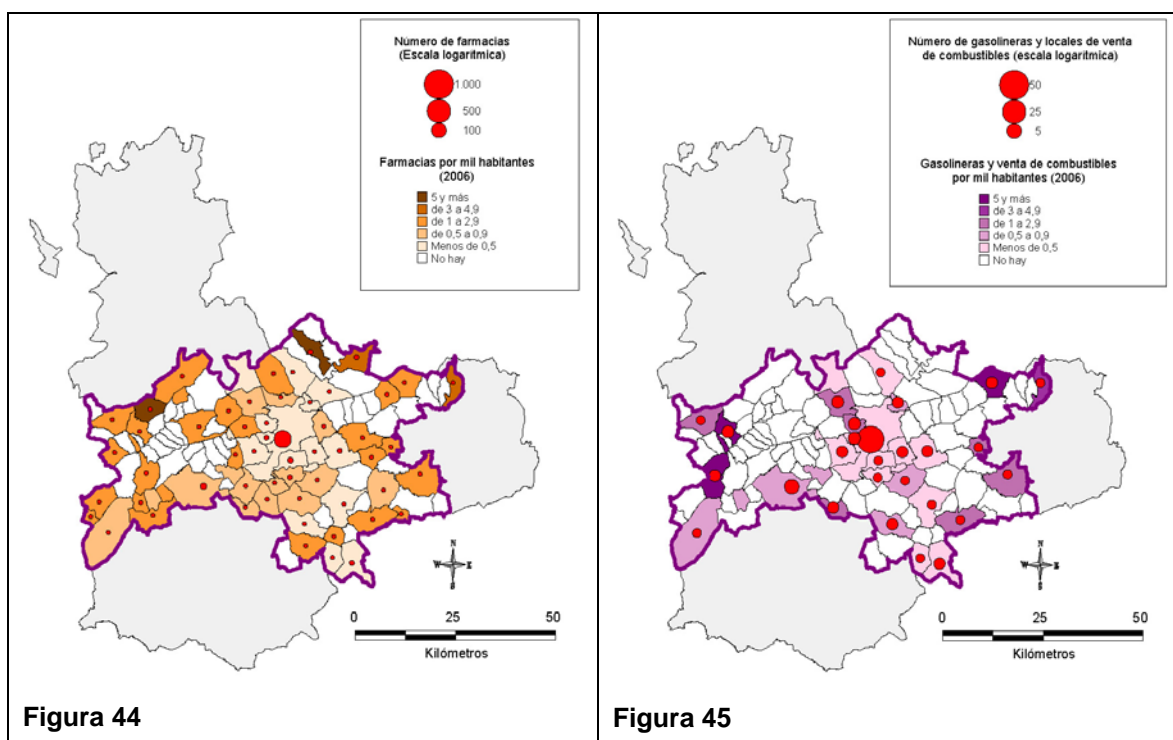 Número de farmacias
(Escala logarítmica)
1.000
500
100
Farmacias por mil habitantes
(2006)
5 y más
de 3 a 4,9
de 1 a 2,9
de 0,5 a 0,9
Menos de 0,5
No hay
N
W E
S
0 25 50
Kilómetros
Figura 44
Número de gasolineras y locales de venta
de combustibles (escala logarítmica)
50
25
5
Gasolineras y venta de combustibles
por mil habitantes (2006)
5 y más
de 3 a 4,9
de 1 a 2,9
de 0,5 a 0,9
Menos de 0,5
No hay
N
W E
S
0 25 50
Kilómetros
Figura 45